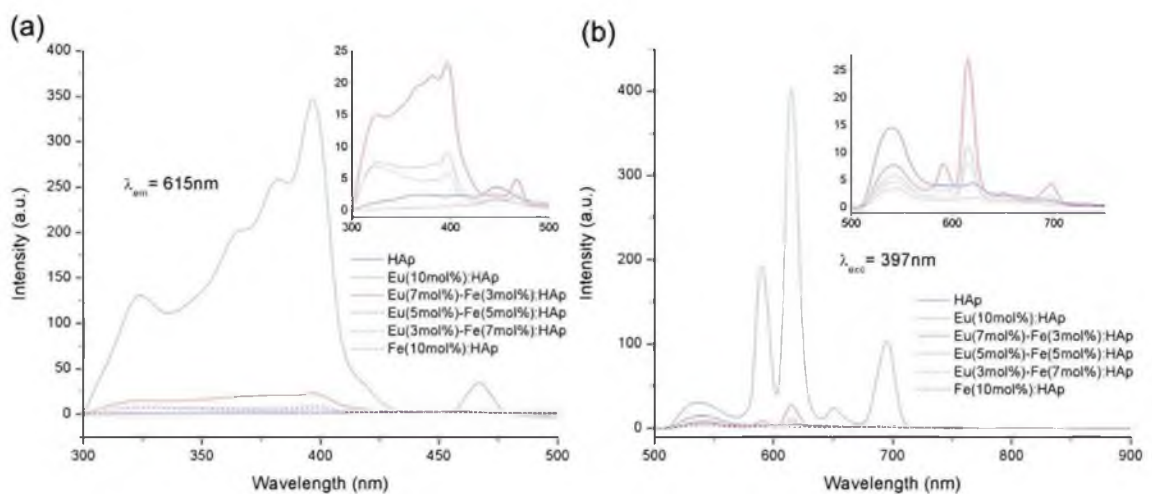 (a)
400
350
300
250
200
150
100
50
0
Intensity (a.u.)
λem = 615nm
25
20
15
10
5
0
300 400 500
HAp
Eu(10mol%):HAp
Eu(7mol%)-Fe(3mol%):HAp
Eu(5mol%)-Fe(5mol%):HAp
Eu(3mol%)-Fe(7mol%):HAp
Fe(10mol%):HAp
300 350 400 450 500
Wavelength (nm)
(b)
400
300
200
100
0
Intensity (a.u.)
25
20
15
10
5
0
500 600 700
λexc = 397nm
HAp
Eu(10mol%):HAp
Eu(7mol%)-Fe(3mol%):HAp
Eu(5mol%)-Fe(5mol%):HAp
Eu(3mol%)-Fe(7mol%):HAp
Fe(10mol%):HAp
500 600 700 800 900
Wavelength (nm)